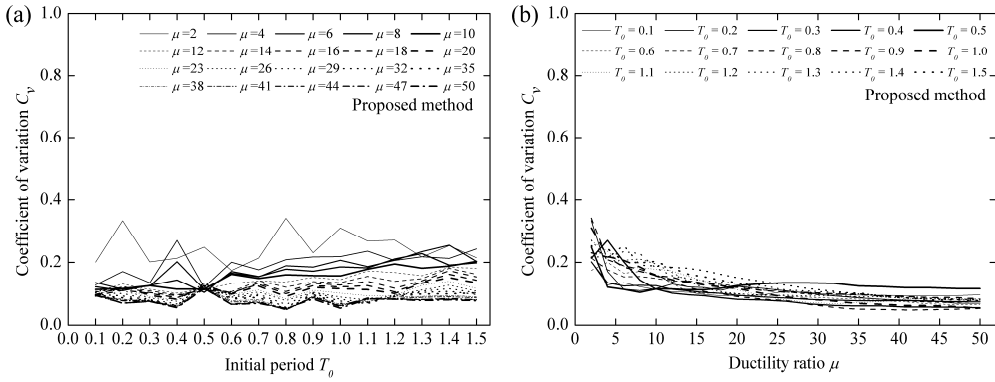 (a)
μ=2 μ=4 μ=6 μ=8 μ=10
μ=12 μ=14 μ=16 μ=18 μ=20
μ=23 μ=26 μ=29 μ=32 μ=35
μ=38 μ=41 μ=44 μ=47 μ=50
Proposed method
1.0
0.8
0.6
0.4
0.2
0.0
Coefficient of variation Cv
0.0 0.1 0.2 0.3 0.4 0.5 0.6 0.7 0.8 0.9 1.0 1.1 1.2 1.3 1.4 1.5
Initial period T0
(b)
T0 = 0.1 T0 = 0.2 T0 = 0.3 T0 = 0.4 T0 = 0.5
T0 = 0.6 T0 = 0.7 T0 = 0.8 T0 = 0.9 T0 = 1.0
T0 = 1.1 T0 = 1.2 T0 = 1.3 T0 = 1.4 T0 = 1.5
Proposed method
1.0
0.8
0.6
0.4
0.2
0.0
Coefficient of variation Cv
0 5 10 15 20 25 30 35 40 45 50
Ductility ratio μ